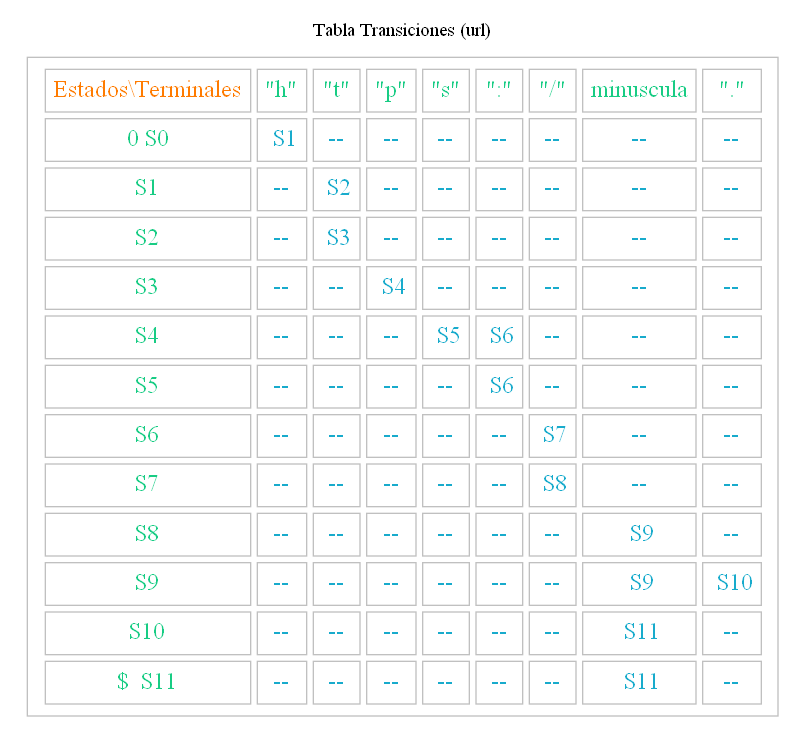 Tabla Transiciones (url)
Estados\Terminales "h" "t" "p" "s" ":" "/" minuscula "."
0 S0 S1 -- -- -- -- -- -- --
S1 -- S2 -- -- -- -- -- --
S2 -- S3 -- -- -- -- -- --
S3 -- -- S4 -- -- -- -- --
S4 -- -- -- S5 S6 -- -- --
S5 -- -- -- -- S6 -- -- --
S6 -- -- -- -- -- S7 -- --
S7 -- -- -- -- -- S8 -- --
S8 -- -- -- -- -- -- S9 --
S9 -- -- -- -- -- -- S9 S10
S10 -- -- -- -- -- -- S11 --
$ S11 -- -- -- -- -- -- S11 --